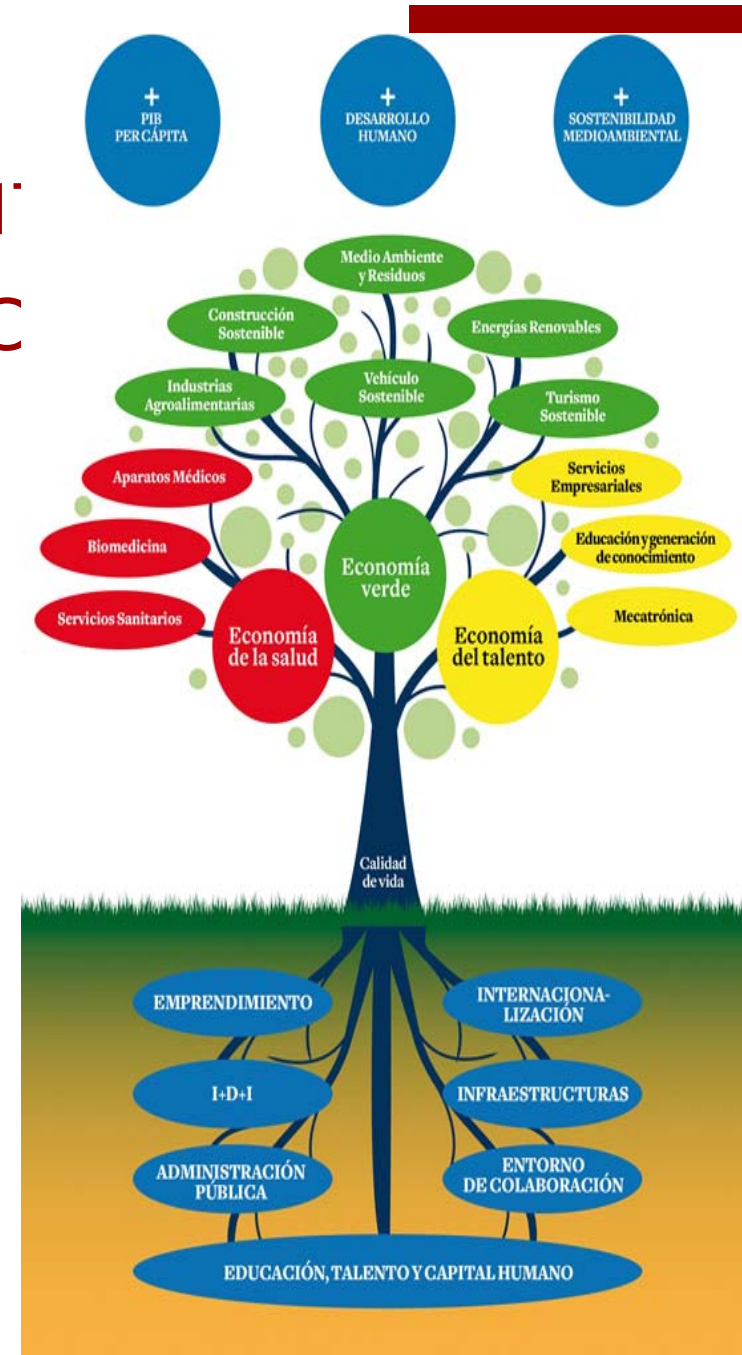 +
PIB
PER CÁPITA
+
DESARROLLO
HUMANO
+
SOSTENIBILIDAD
MEDIOAMBIENTAL
Medio Ambiente
y Residuos
Construcción
Sostenible
Energías Renovables
Industrias
Agroalimentarias
Vehículo
Sostenible
Turismo
Sostenible
Aparatos Médicos
Servicios
Empresariales
Biomedicina
Educación y generación
de conocimiento
Servicios Sanitarios
Mecatrónica
Economía
verde
Economía
de la salud
Economía
del talento
Calidad
de vida
EMPRENDIMIENTO
INTERNACIONA-
LIZACIÓN
I+D+I
INFRAESTRUCTURAS
ADMINISTRACIÓN
PÚBLICA
ENTORNO
DE COLABORACIÓN
EDUCACIÓN, TALENTO Y CAPITAL HUMANO